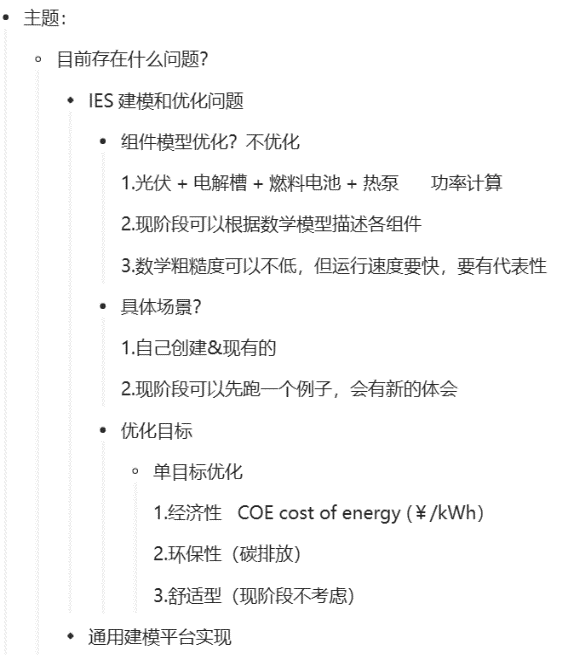 主题：
目前存在什么问题？
IES 建模和优化问题
组件模型优化？不优化
1.光伏 + 电解槽 + 燃料电池 + 热泵 功率计算
2.现阶段可以根据数学模型描述各组件
3.数学粗糙度可以不低，但运行速度要快，要有代表性
具体场景？
1.自己创建&现有的
2.现阶段可以先跑一个例子，会有新的体会
优化目标
单目标优化
1.经济性 COE cost of energy (￥/kWh）
2.环保性（碳排放）
3.舒适型（现阶段不考虑）
通用建模平台实现